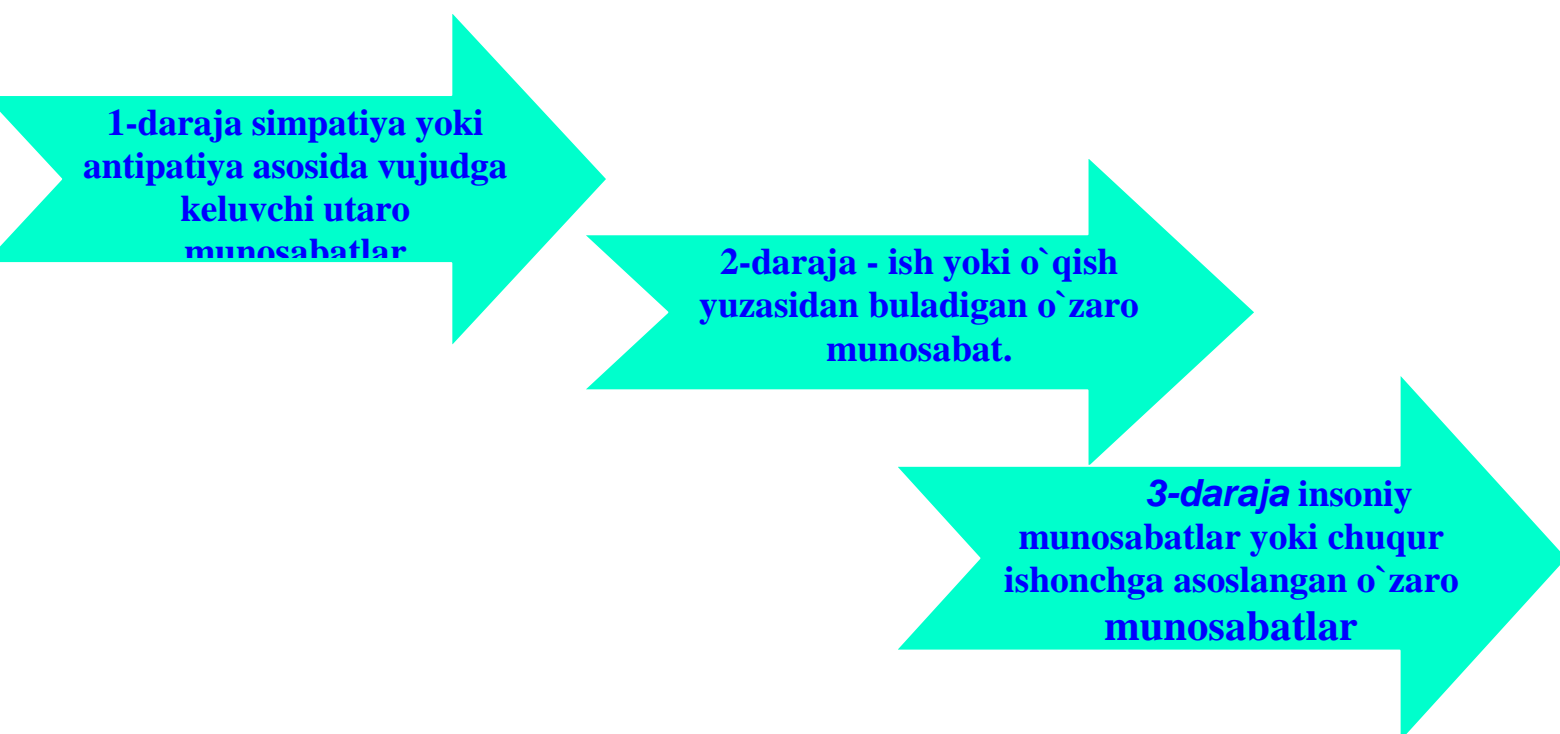 1-daraja simpatiya yoki
antipatiya asosida vujudga
keluvchi utaro
munosabatlar
2-daraja - ish yoki o`qish
yuzasidan buladigan o`zaro
munosabat.
3-daraja insoniy
munosabatlar yoki chuqur
ishonchga asoslangan o`zaro
munosabatlar